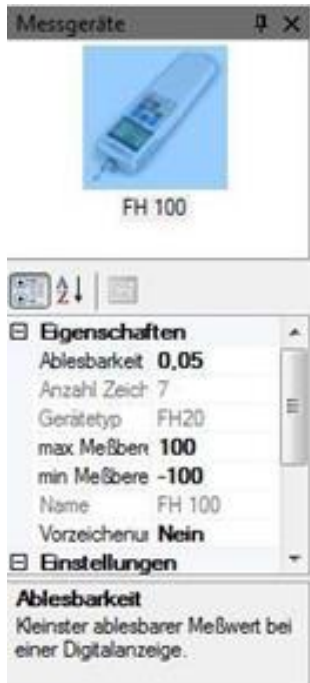 Messgeräte
FH 100
Eigenschaften
Ablesbarkeit 0,05
Anzahl Zeich 7
Gerätetyp FH20
max Meßbere 100
min Meßbere -100
Name FH 100
Vorzeichenu Nein
Einstellungen
Ablesbarkeit
Kleinster ablesbarer Meßwert bei
einer Digitalanzeige.